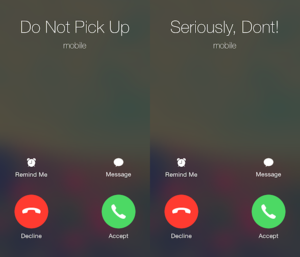 Do Not Pick Up
mobile
Remind Me
Message
Decline
Accept
Seriously, Dont!
mobile
Remind Me
Message
Decline
Accept